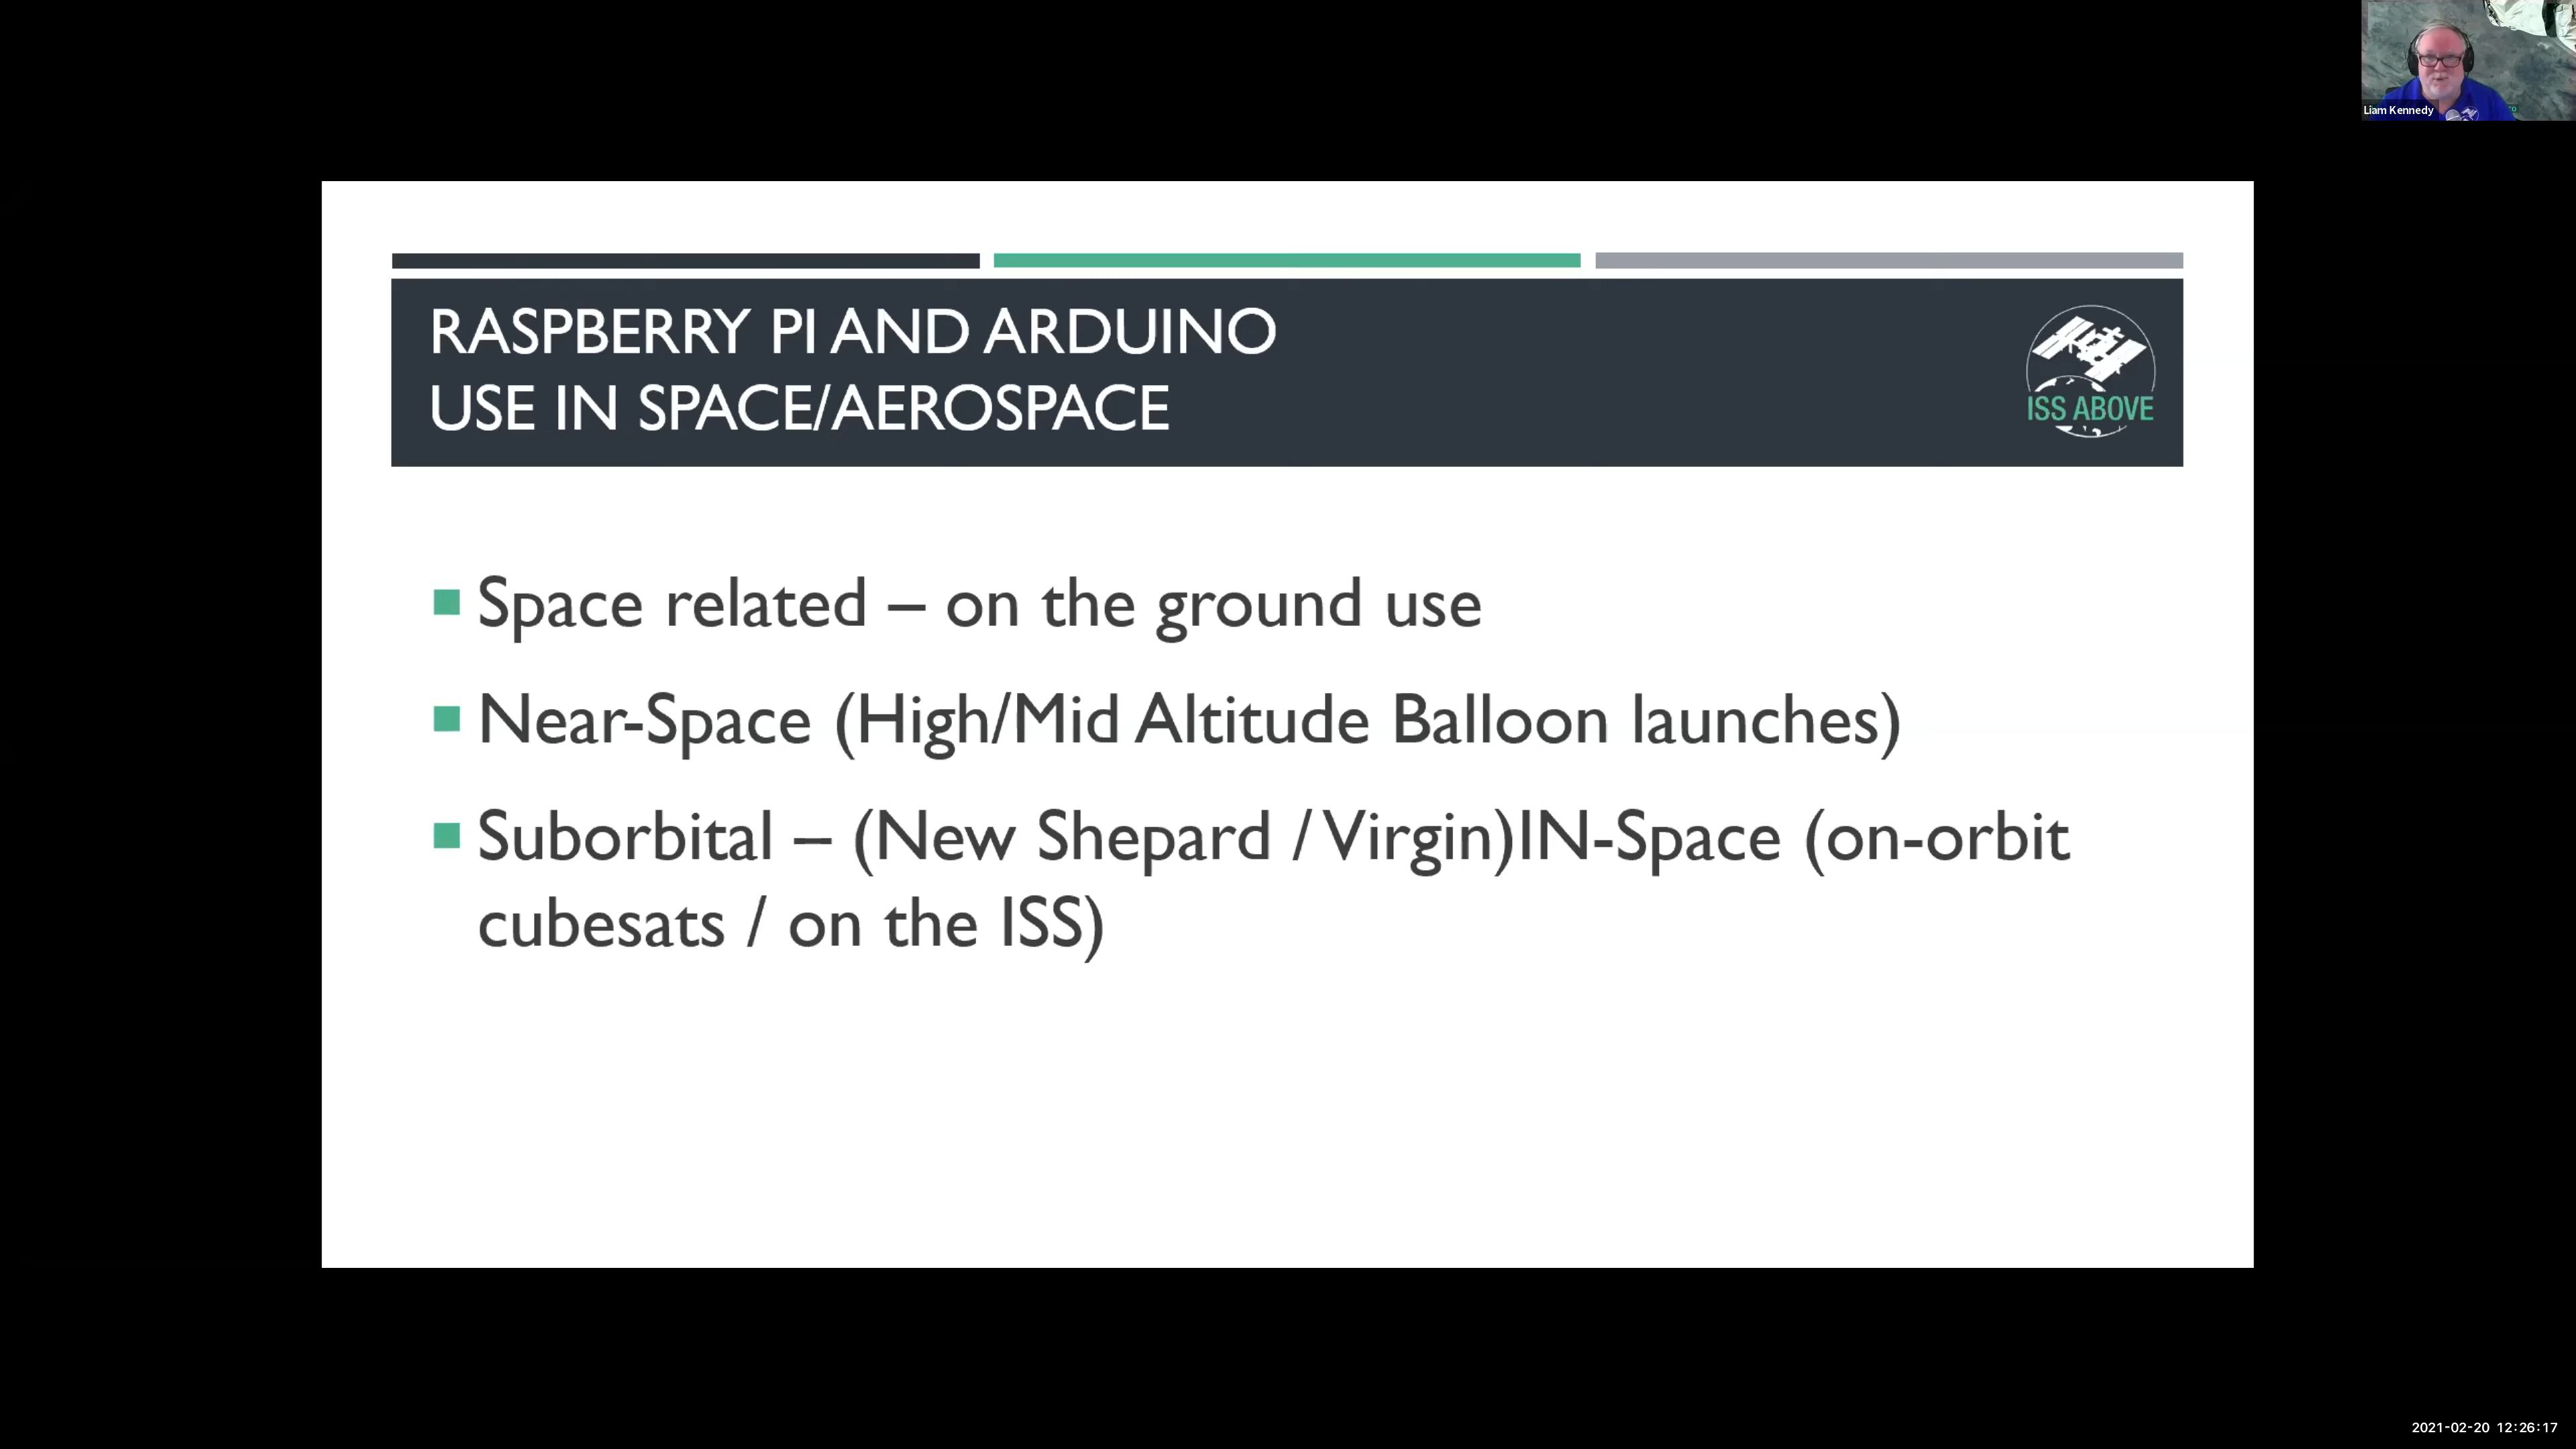 Liam Kennedy
RASPBERRY PI AND ARDUINO
USE IN SPACE/AEROSPACE
ISS ABOVE
Space related – on the ground use
Near-Space (High/Mid Altitude Balloon launches)
Suborbital – (New Shepard / Virgin)IN-Space (on-orbit
cubesats / on the ISS)
2021-02-20 12:26:17